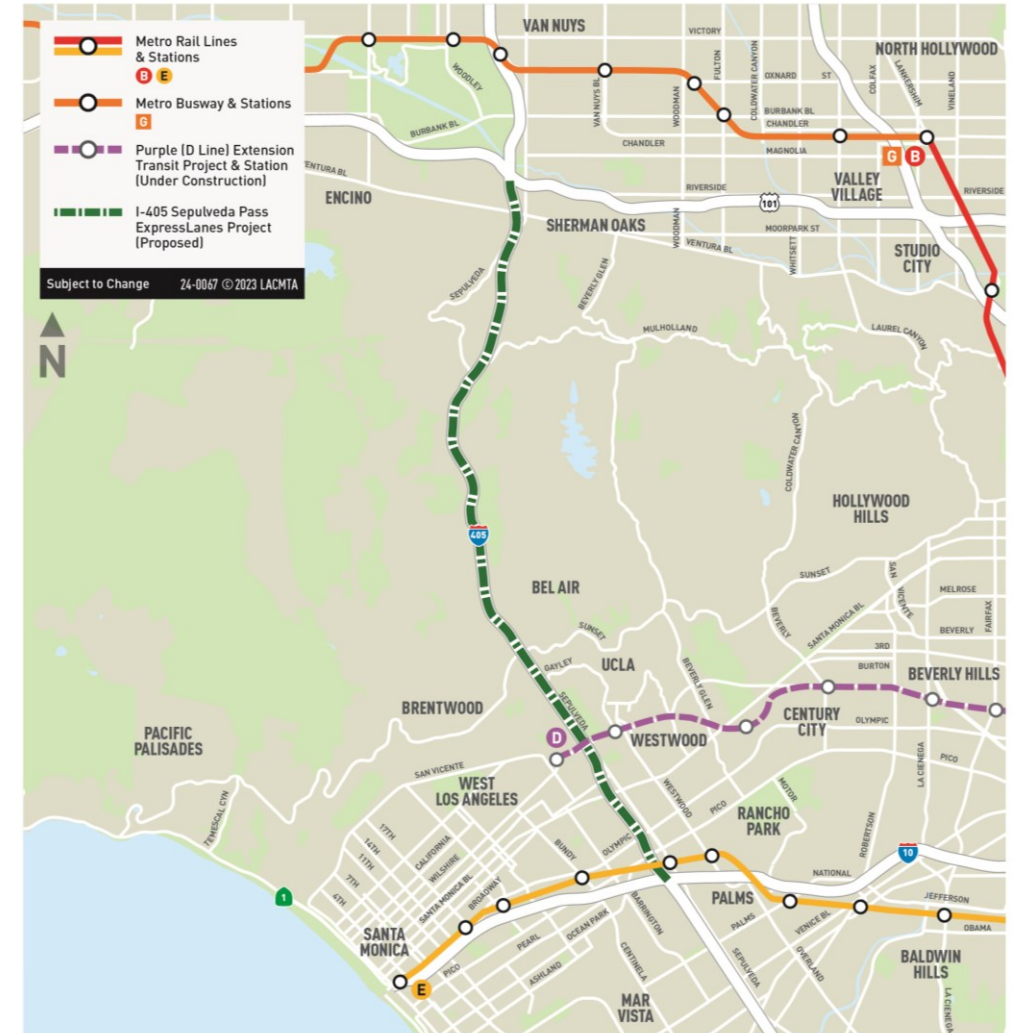 Metro Rail Lines
& Stations
B E
Metro Busway & Stations
G
Purple (D Line) Extension
Transit Project & Station
(Under Construction)
I-405 Sepulveda Pass
ExpressLanes Project
(Proposed)
Subject to Change 24-0067 © 2023 LACMTA
N
VAN NUYS
VICTORY
NORTH HOLLYWOOD
WOODLEY
VAN NUYS BL
WOODMAN
FULTON
COLDWATER CANYON
OXNARD ST
COLFAX
LANKERSHIM
VINELAND
BURBANK BL
BURBANK BL
CHANDLER
CHANDLER
MAGNOLIA
G B
VENTURA BL
ENCINO
RIVERSIDE
101
VALLEY
VILLAGE
RIVERSIDE
SHERMAN OAKS
WOODMAN
MOORPARK ST
VENTURA BL
WHITSETT
STUDIO
CITY
SEPULVEDA
BEVERLY GLEN
MULHOLLAND
LAUREL CANYON
COLDWATER CANYON
HOLLYWOOD
HILLS
405
BEL AIR
SUNSET
SAN VICENTE
MELROSE
FAIRFAX
SUNSET
BEVERLY
SANTA MONICA BL
BEVERLY
3RD
GAYLEY
UCLA
BEVERLY GLEN
BURTON
BEVERLY HILLS
SEPULVEDA
BRENTWOOD
CENTURY
CITY
OLYMPIC
PACIFIC
PALISADES
D
WESTWOOD
LA CIENEGA
PICO
SAN VICENTE
WEST
LOS ANGELES
WESTWOOD
PICO
MOTOR
RANCHO
PARK
ROBERTSON
TEMESCAL CYN
17TH
14TH
11TH
7TH
4TH
CALIFORNIA
WILSHIRE
SANTA MONICA BL
BROADWAY
BUNDY
OLYMPIC
10
NATIONAL
1
PALMS
JEFFERSON
OBAMA
BARRINGTON
PALMS
VENICE BL
SANTA
MONICA
PEARL
OCEAN PARK
PICO
ASHLAND
CENTINELA
SEPULVEDA
OVERLAND
BALDWIN
HILLS
E
MAR
VISTA
LA CIENEGA